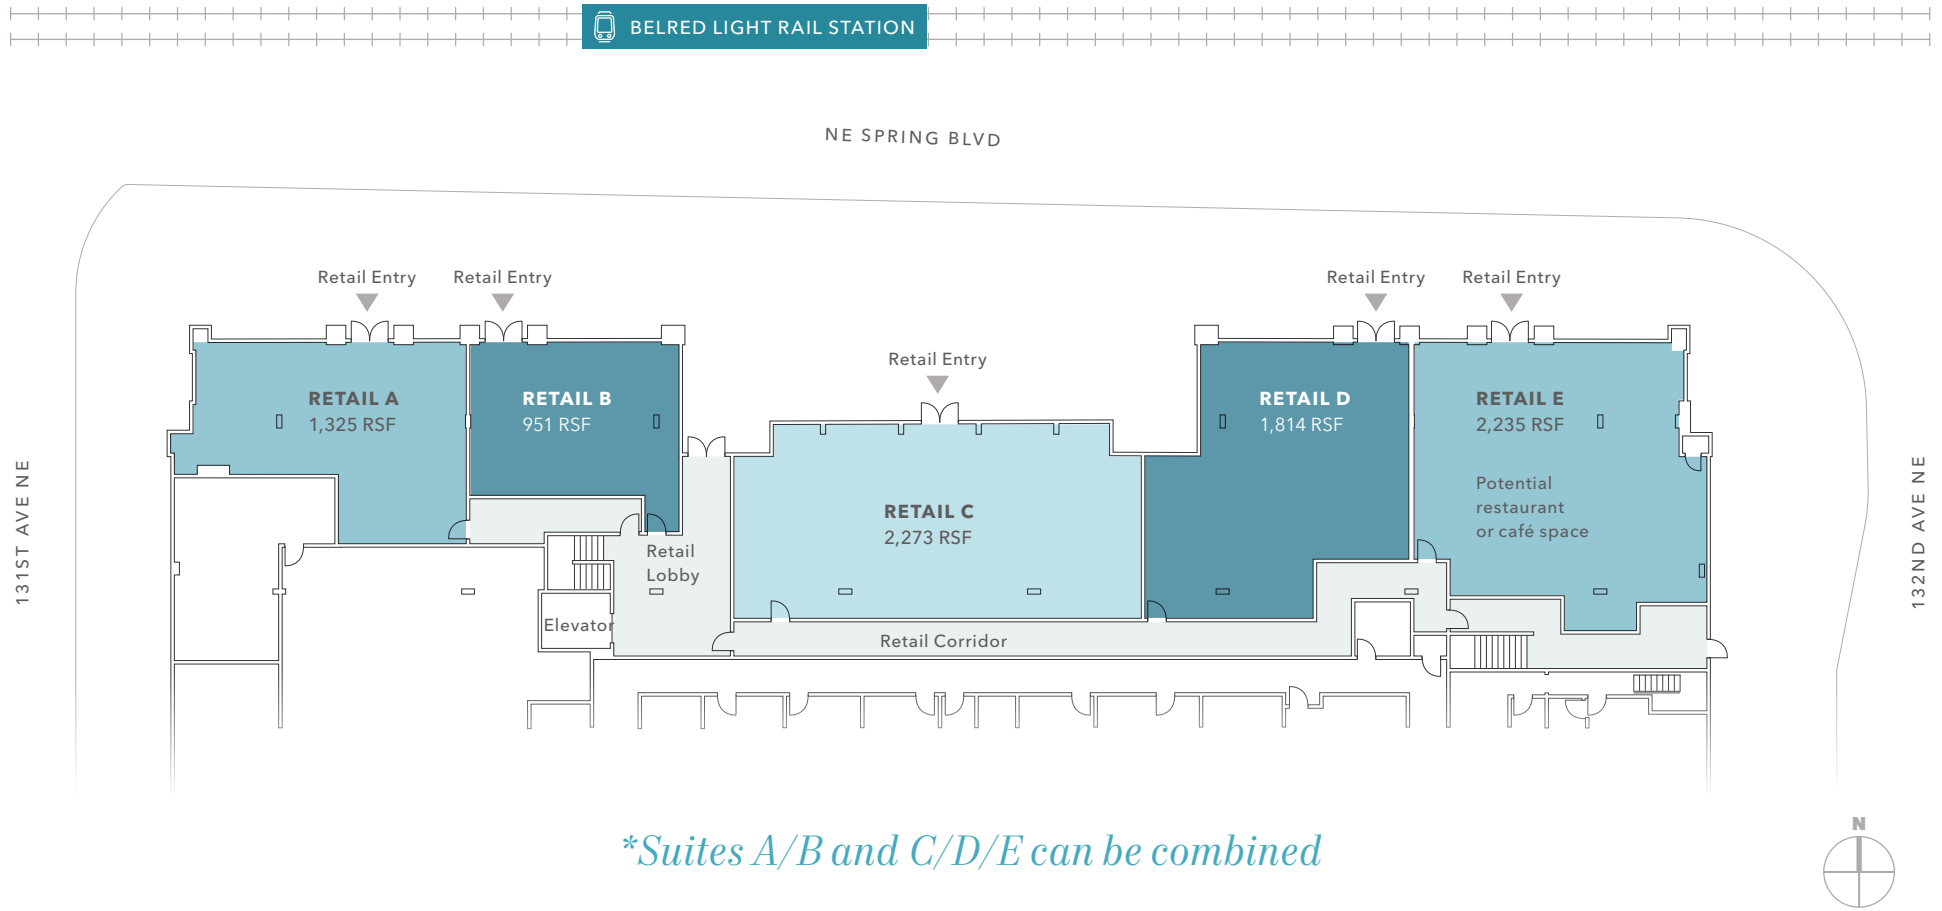 BELRED LIGHT RAIL STATION
NE SPRING BLVD
Retail Entry
Retail Entry
Retail Entry
Retail Entry
Retail Entry
RETAIL A
1,325 RSF
RETAIL B
951 RSF
RETAIL D
1,814 RSF
RETAIL E
2,235 RSF
Potential
restaurant
or café space
RETAIL C
2,273 RSF
131ST AVE NE
132ND AVE NE
Retail
Lobby
Elevator
Retail Corridor
*Suites A/B and C/D/E can be combined
N